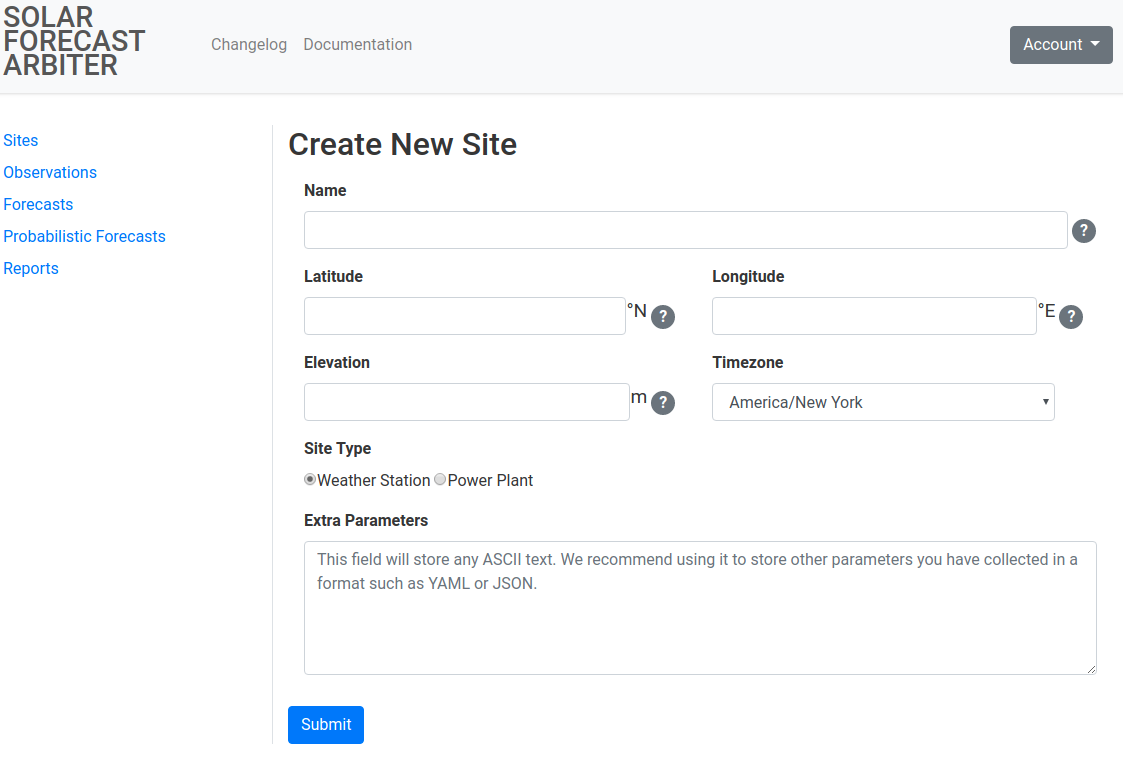 SOLAR
FORECAST
ARBITER
Changelog
Documentation
Account
Sites
Observations
Forecasts
Probabilistic Forecasts
Reports
Create New Site
Name
?
Latitude
°N ?
Longitude
°E ?
Elevation
m ?
Timezone
America/New York
Site Type
Weather Station Power Plant
Extra Parameters
This field will store any ASCII text. We recommend using it to store other parameters you have collected in a
format such as YAML or JSON.
Submit